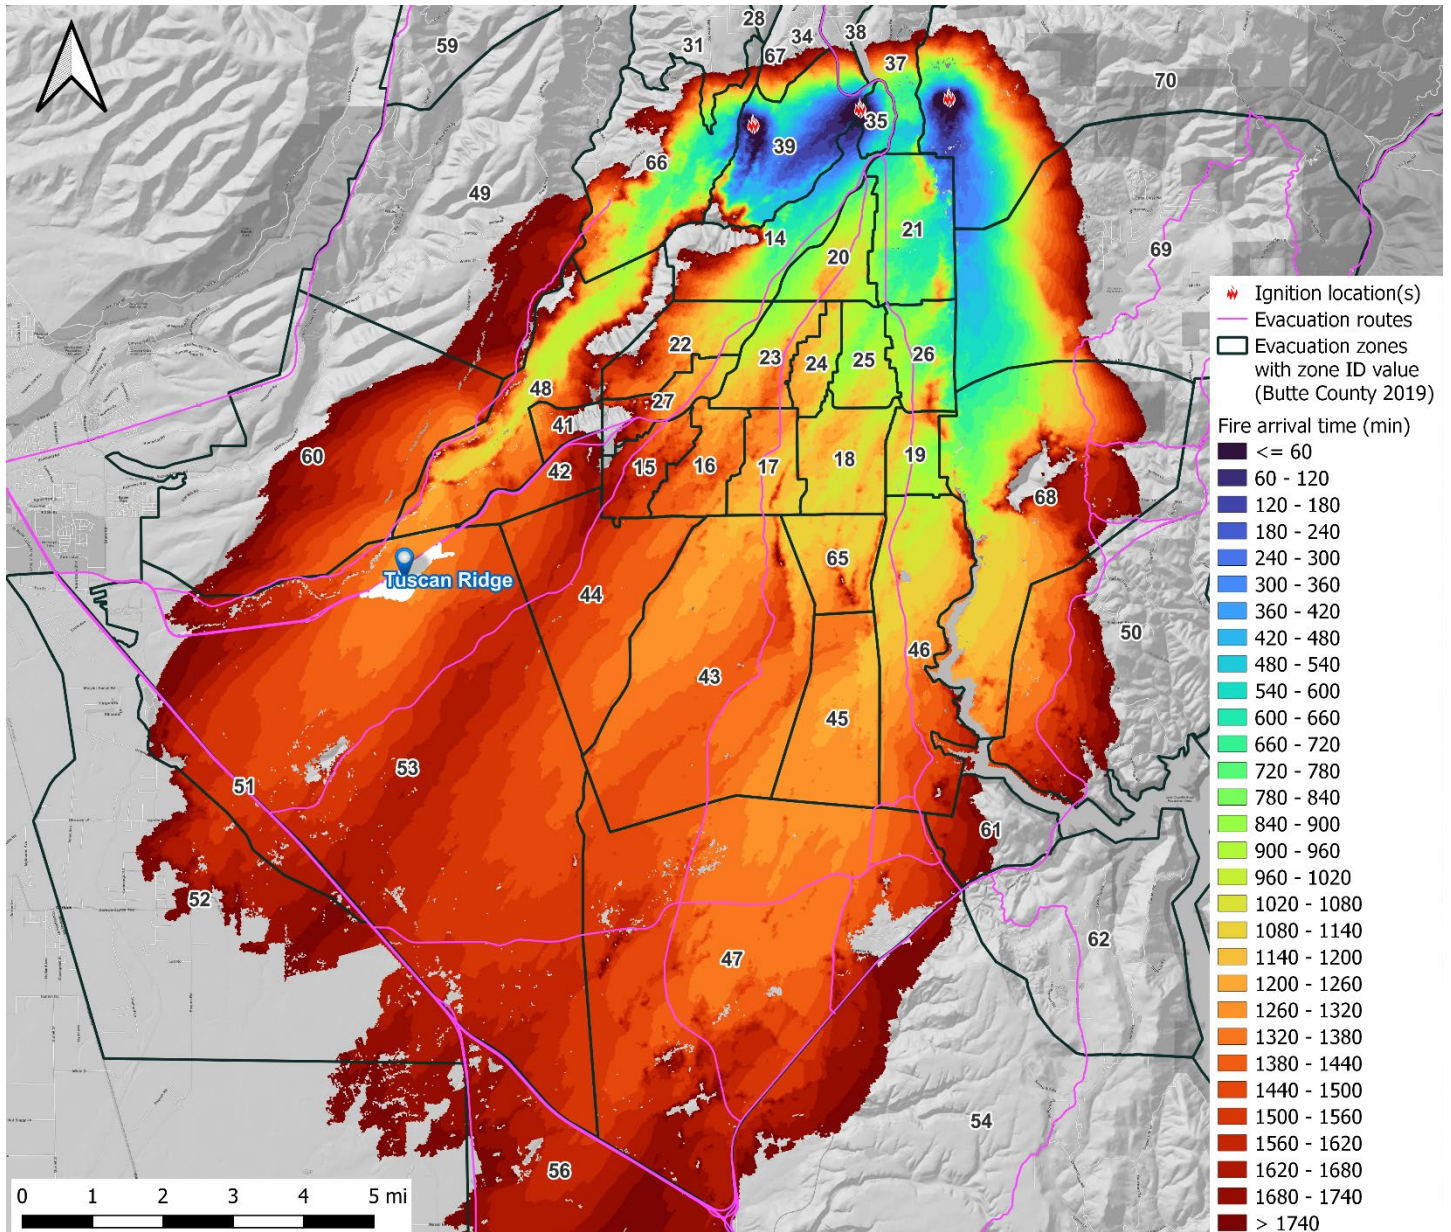 28
34
38
59
31
67
37
70
35
39
66
49
14
21
69
20
22
23
24
25
26
48
27
41
60
15
16
17
18
19
42
68
65
Tuscan Ridge
44
50
46
43
45
53
51
61
52
62
47
54
56
Ignition location(s)
Evacuation routes
Evacuation zones
with zone ID value
(Butte County 2019)
Fire arrival time (min)
<= 60
60 - 120
120 - 180
180 - 240
240 - 300
300 - 360
360 - 420
420 - 480
480 - 540
540 - 600
600 - 660
660 - 720
720 - 780
780 - 840
840 - 900
900 - 960
960 - 1020
1020 - 1080
1080 - 1140
1140 - 1200
1200 - 1260
1260 - 1320
1320 - 1380
1380 - 1440
1440 - 1500
1500 - 1560
1560 - 1620
1620 - 1680
1680 - 1740
> 1740
0 1 2 3 4 5 mi